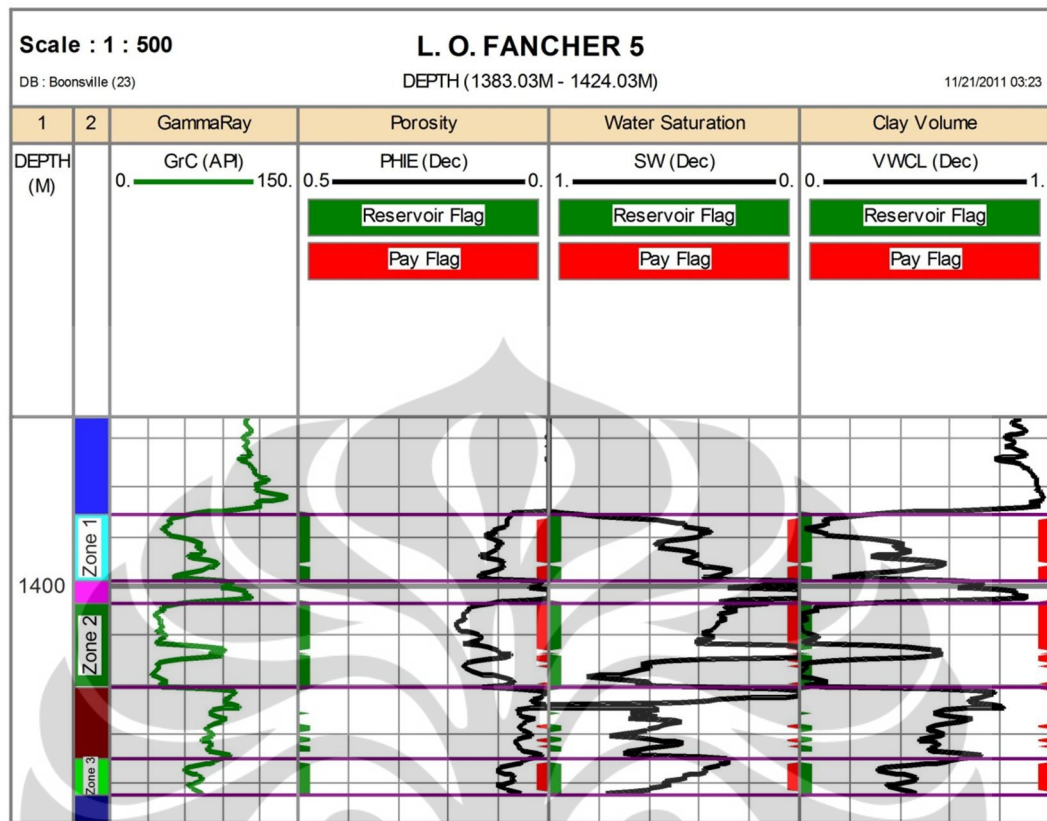 Scale : 1 : 500
L. O. FANCHER 5
DB : Boonsville (23)
DEPTH (1383.03M - 1424.03M)
11/21/2011 03:23
1 2 GammaRay Porosity Water Saturation Clay Volume
DEPTH (M)
GrC (API)
0. 150.
PHIE (Dec)
0.5 0.
Reservoir Flag
Pay Flag
SW (Dec)
1. 0.
Reservoir Flag
Pay Flag
VWCL (Dec)
0. 1.
Reservoir Flag
Pay Flag
Zone 1
1400
Zone 2
Zone 3